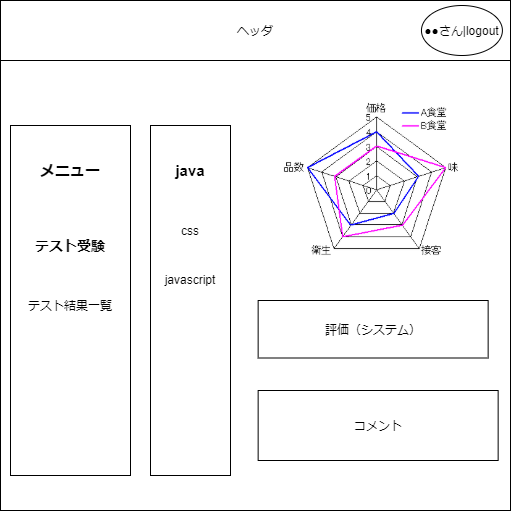 ヘッダ
●●さん|logout
メニュー
テスト受験
テスト結果一覧
java
css
javascript
価格
A食堂
B食堂
5
4
3
2
1
0
品数
味
衛生
接客
評価（システム）
コメント